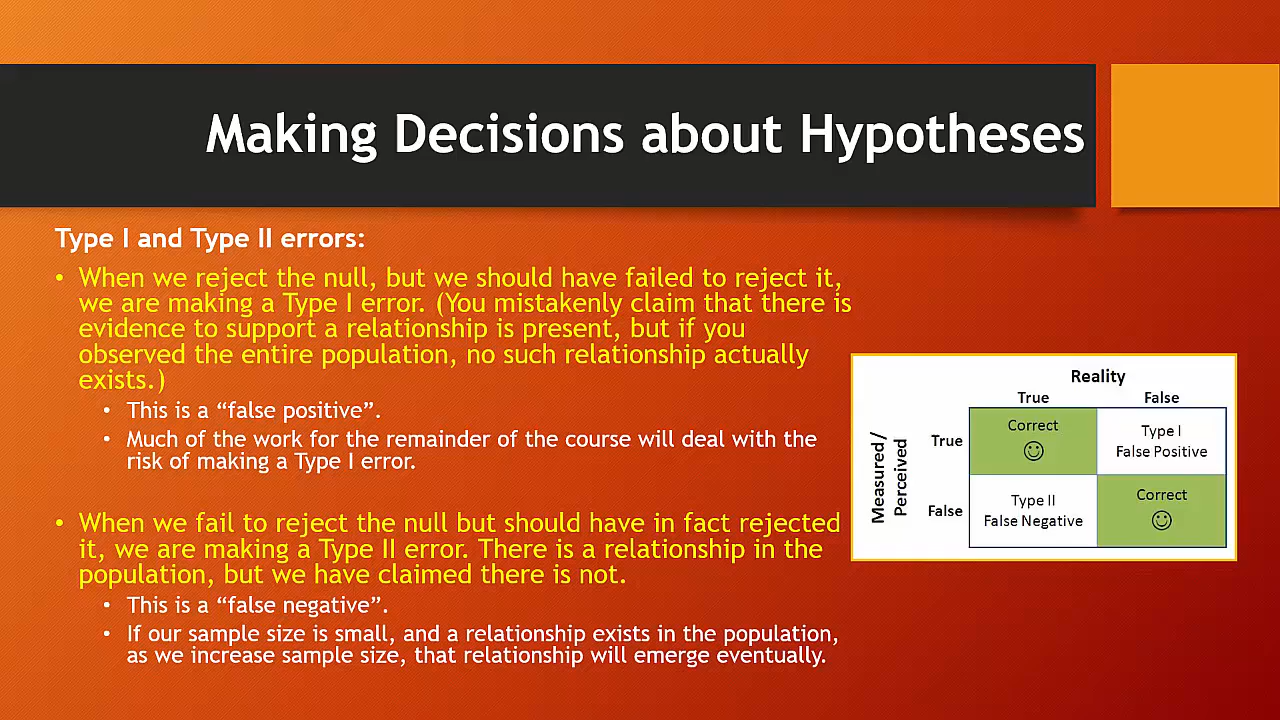 Making Decisions about Hypotheses
Type I and Type II errors:
• When we reject the null, but we should have failed to reject it,
we are making a Type I error. (You mistakenly claim that there is
evidence to support a relationship is present, but if you
observed the entire population, no such relationship actually
exists.)
• This is a “false positive”.
• Much of the work for the remainder of the course will deal with the
risk of making a Type I error.
• When we fail to reject the null but should have in fact rejected
it, we are making a Type II error. There is a relationship in the
population, but we have claimed there is not.
• This is a “false negative”.
• If our sample size is small, and a relationship exists in the population,
as we increase sample size, that relationship will emerge eventually.
Reality
True False
Measured/
Perceived
True
Correct
Type I
False Positive
False
Type II
False Negative
Correct